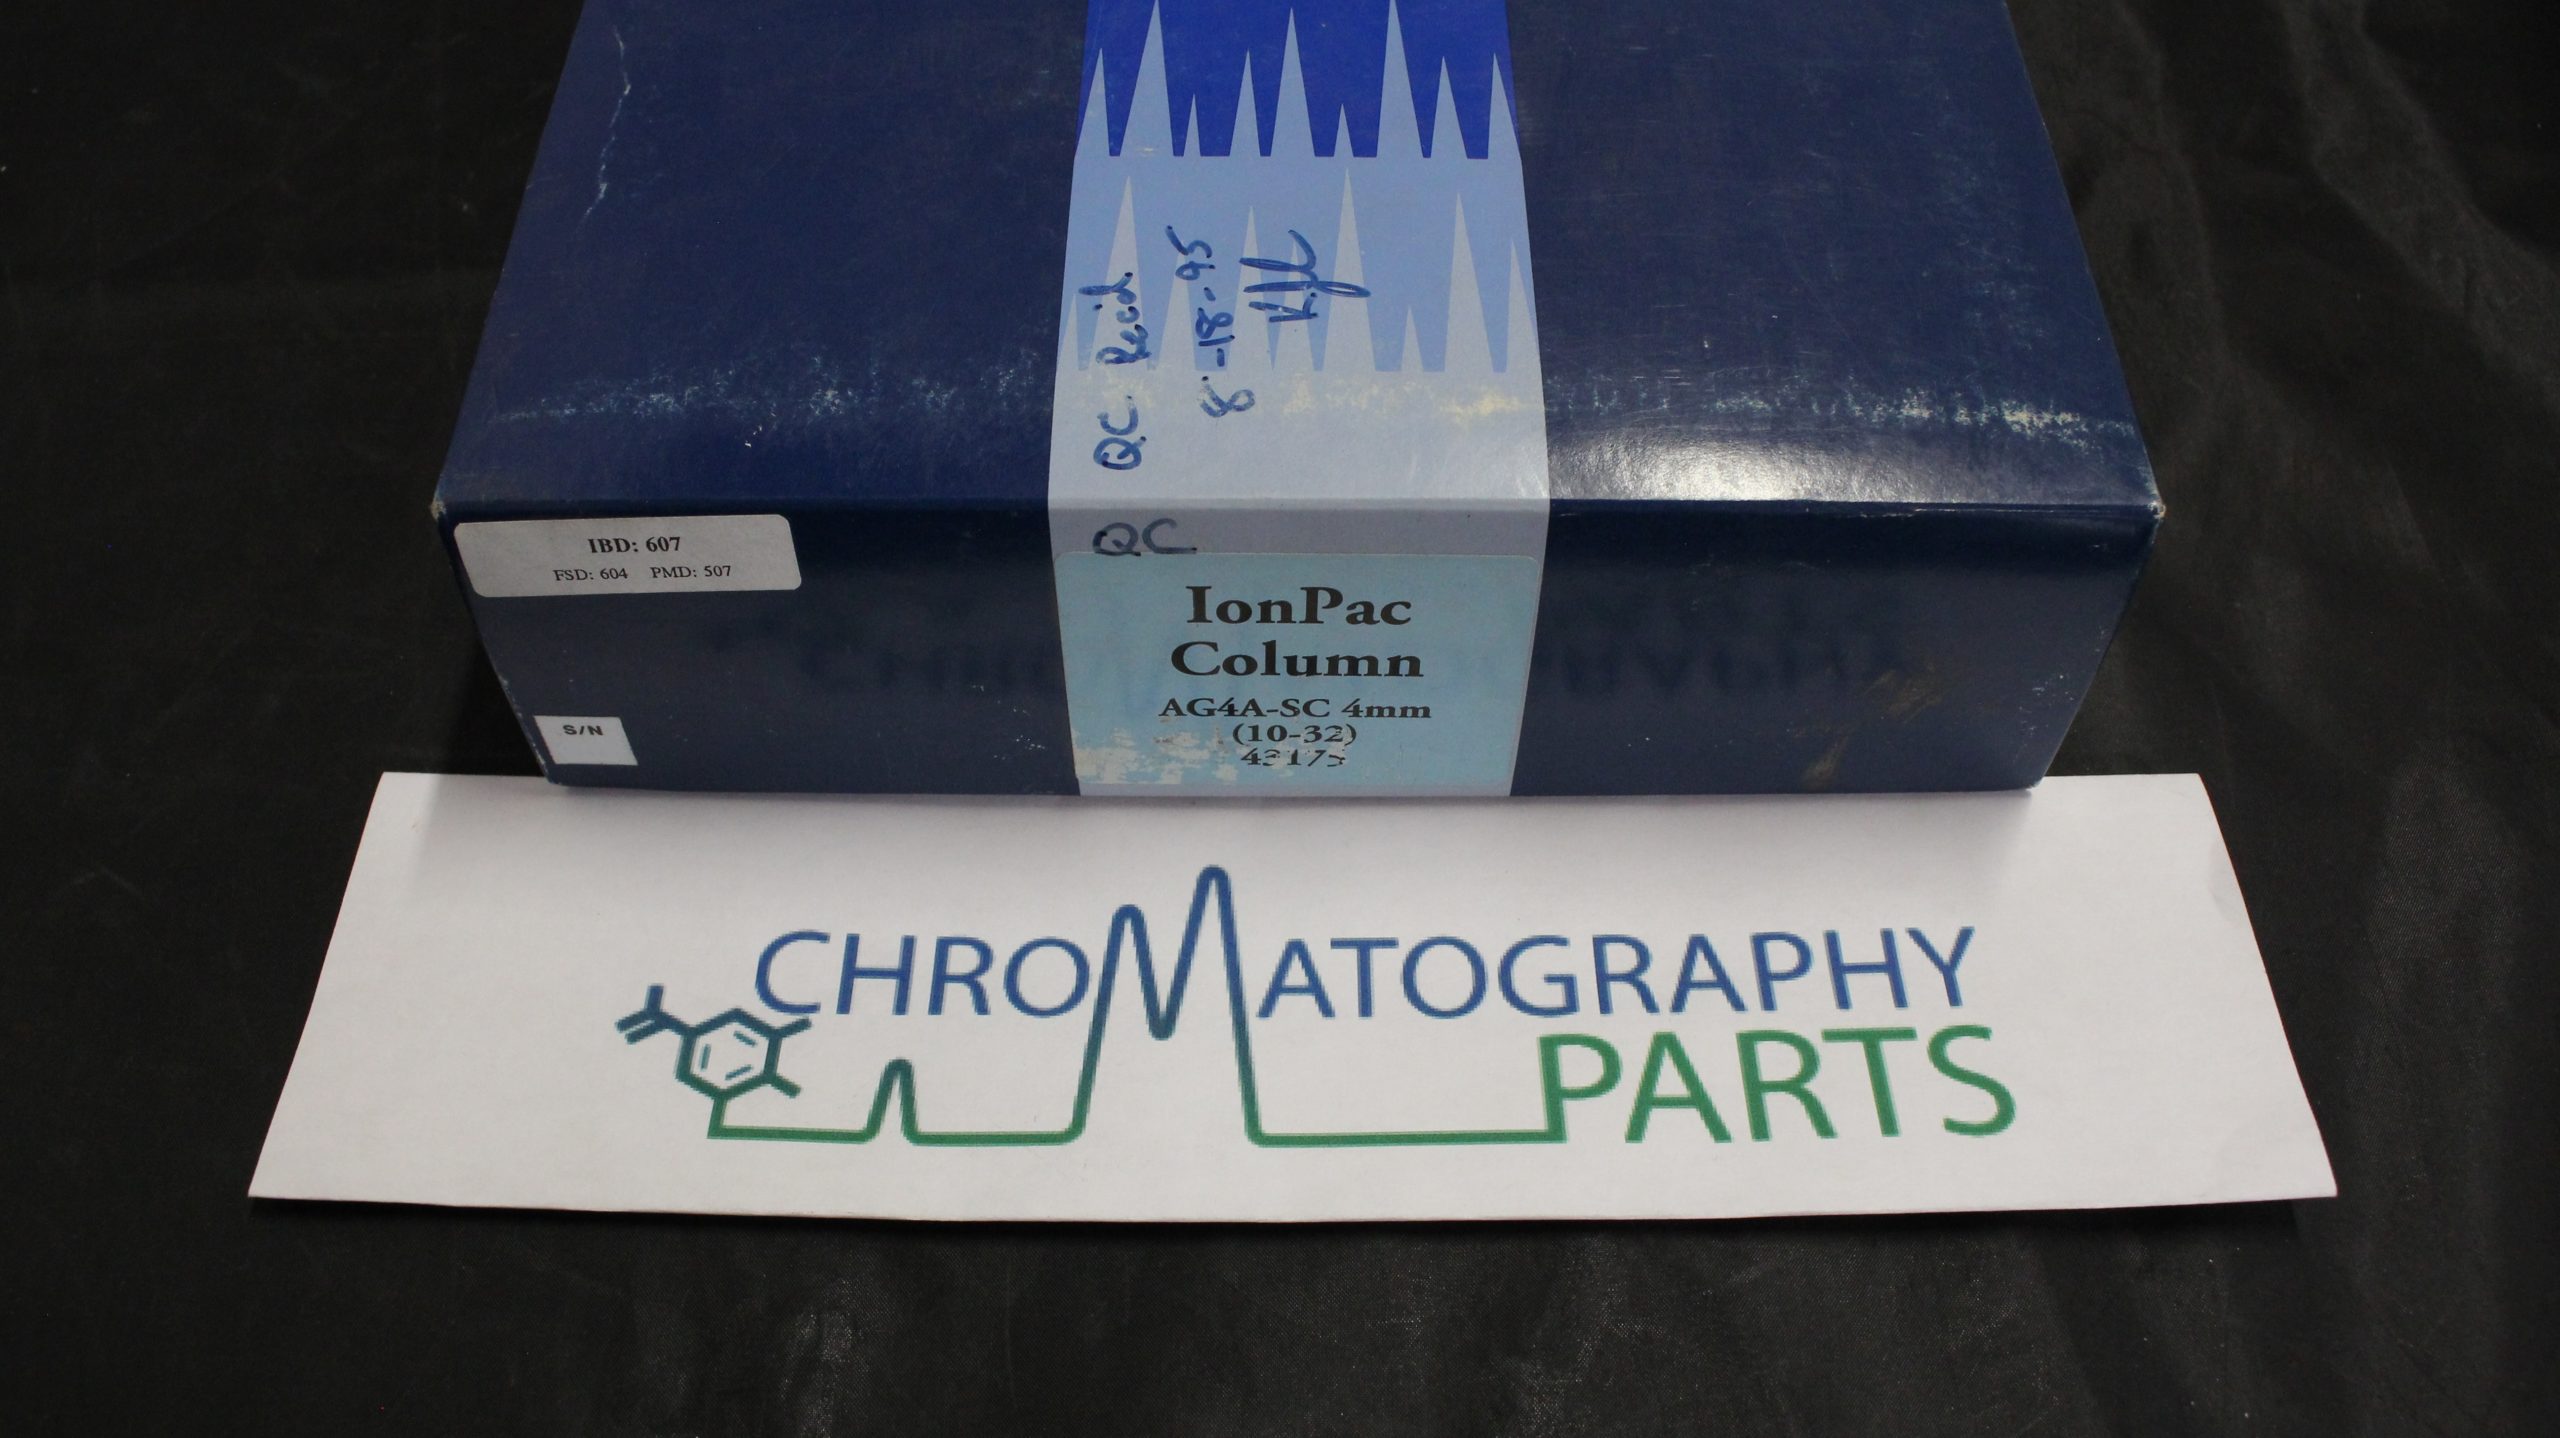 QC Rec'd.
8-18-95
IBD: 607
FSD: 604 PMD: 507
S/N
QC
IonPac
Column
AG4A-SC 4mm
(10-32)
43175
CHROMATOGRAPHY
PARTS